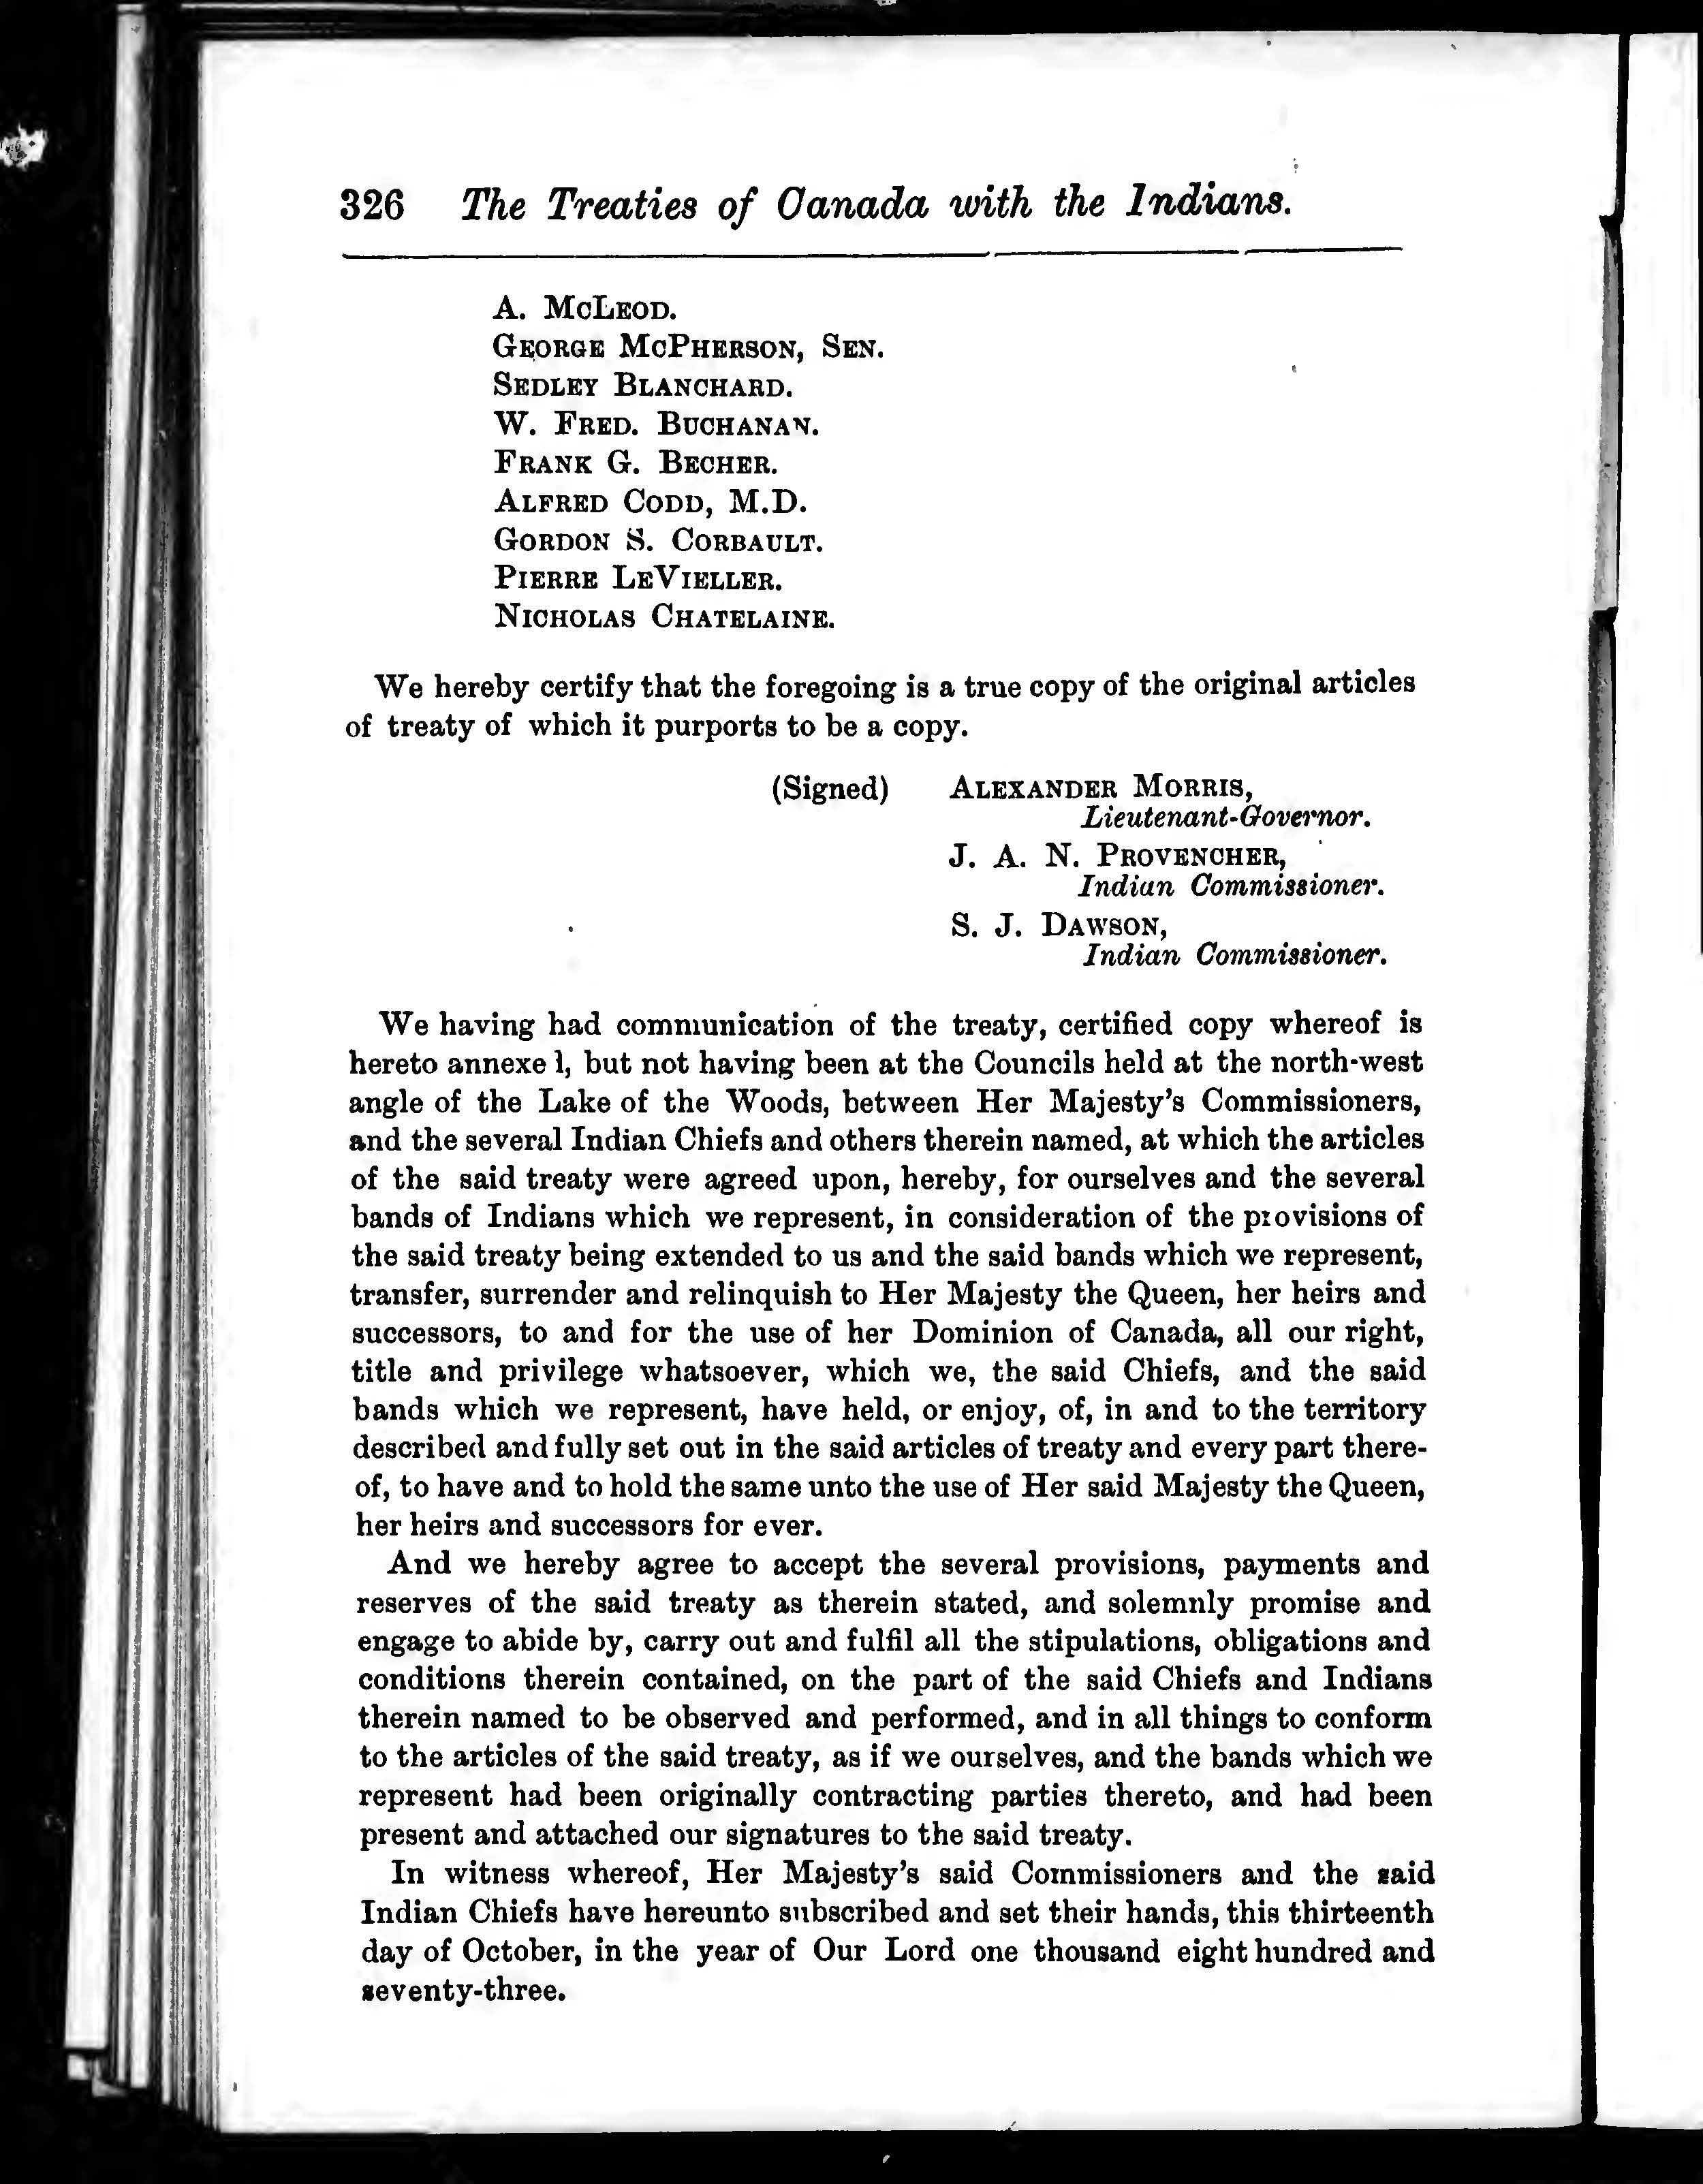 326 The Treaties of Canada with the Indians.
A. McLeod.
George McPherson, Sen.
Sedley Blanchard.
W. Fred. Buchanan.
Frank G. Becher.
Alfred Codd, M.D.
Gordon S. Corbault.
Pierre LeVieller.
Nicholas Chatelaine.
We hereby certify that the foregoing is a true copy of the original articles
of treaty of which it purports to be a copy.
(Signed) Alexander Morris,
Lieutenant-Governor.
J. A. N. Provencher,
Indian Commissioner.
S. J. Dawson,
Indian Commissioner.
We having had communication of the treaty, certified copy whereof is
hereto annexed, but not having been at the Councils held at the north-west
angle of the Lake of the Woods, between Her Majesty's Commissioners,
and the several Indian Chiefs and others therein named, at which the articles
of the said treaty were agreed upon, hereby, for ourselves and the several
bands of Indians which we represent, in consideration of the provisions of
the said treaty being extended to us and the said bands which we represent,
transfer, surrender and relinquish to Her Majesty the Queen, her heirs and
successors, to and for the use of her Dominion of Canada, all our right,
title and privilege whatsoever, which we, the said Chiefs, and the said
bands which we represent, have held, or enjoy, of, in and to the territory
described and fully set out in the said articles of treaty and every part there-
of, to have and to hold the same unto the use of Her said Majesty the Queen,
her heirs and successors for ever.
And we hereby agree to accept the several provisions, payments and
reserves of the said treaty as therein stated, and solemnly promise and
engage to abide by, carry out and fulfil all the stipulations, obligations and
conditions therein contained, on the part of the said Chiefs and Indians
therein named to be observed and performed, and in all things to conform
to the articles of the said treaty, as if we ourselves, and the bands which we
represent had been originally contracting parties thereto, and had been
present and attached our signatures to the said treaty.
In witness whereof, Her Majesty's said Commissioners and the said
Indian Chiefs have hereunto subscribed and set their hands, this thirteenth
day of October, in the year of Our Lord one thousand eight hundred and
seventy-three.